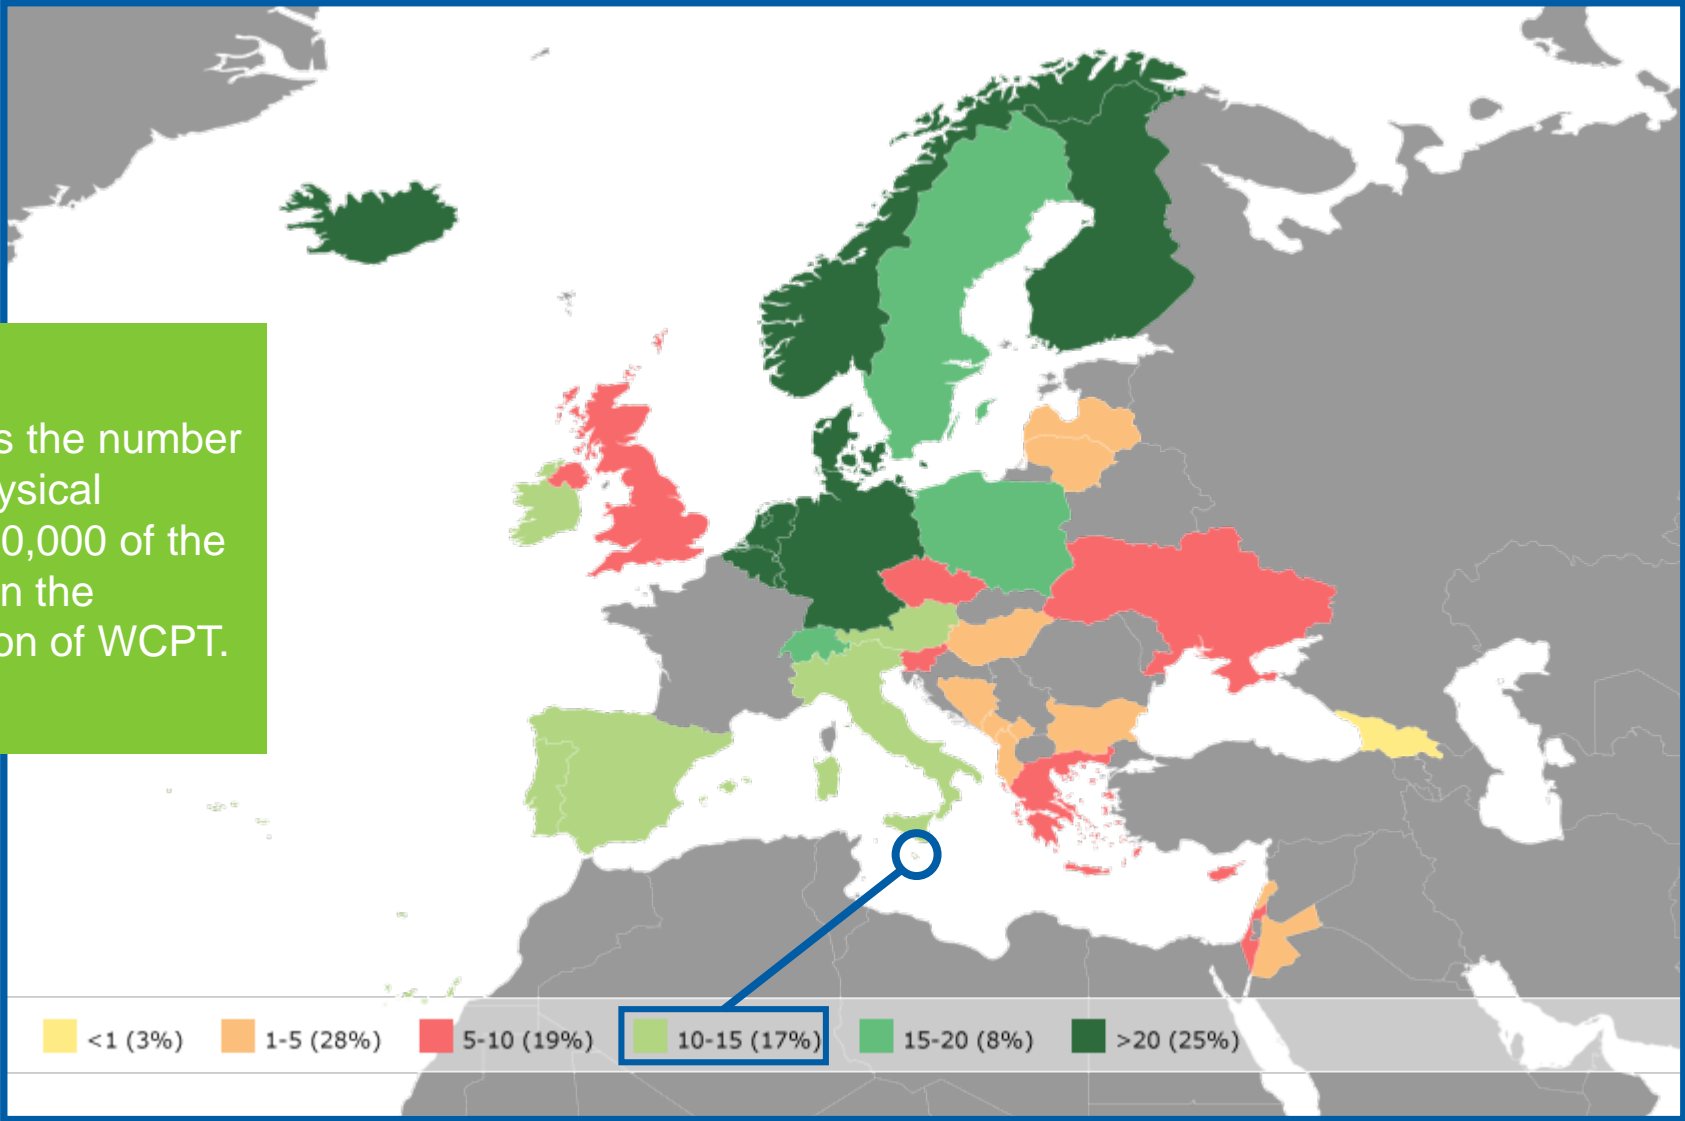 s the number
ysical
0,000 of the
n the
on of WCPT.
<1 (3%)
1-5 (28%)
5-10 (19%)
10-15 (17%)
15-20 (8%)
>20 (25%)